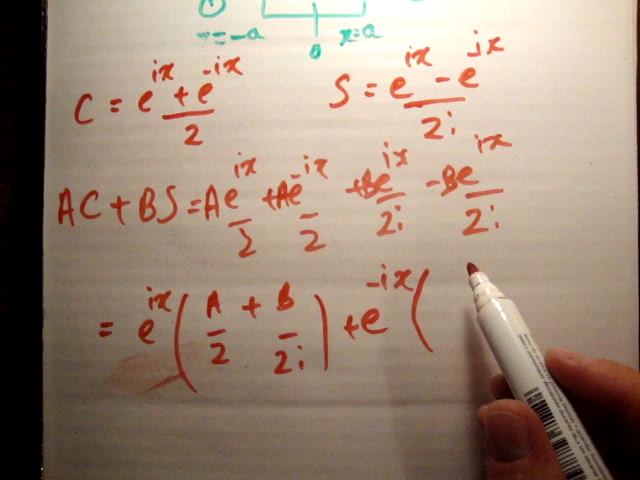 ①
x=-a 0 x=a
C = e^{ix} + e^{-ix} / 2 S = e^{ix} - e^{ix} / 2i
AC + BS = Ae^{ix}/2 + Ae^{-ix}/2 + Be^{ix}/2i - Be^{ix}/2i
= e^{ix} ( A/2 + B/2i ) + e^{-ix} (